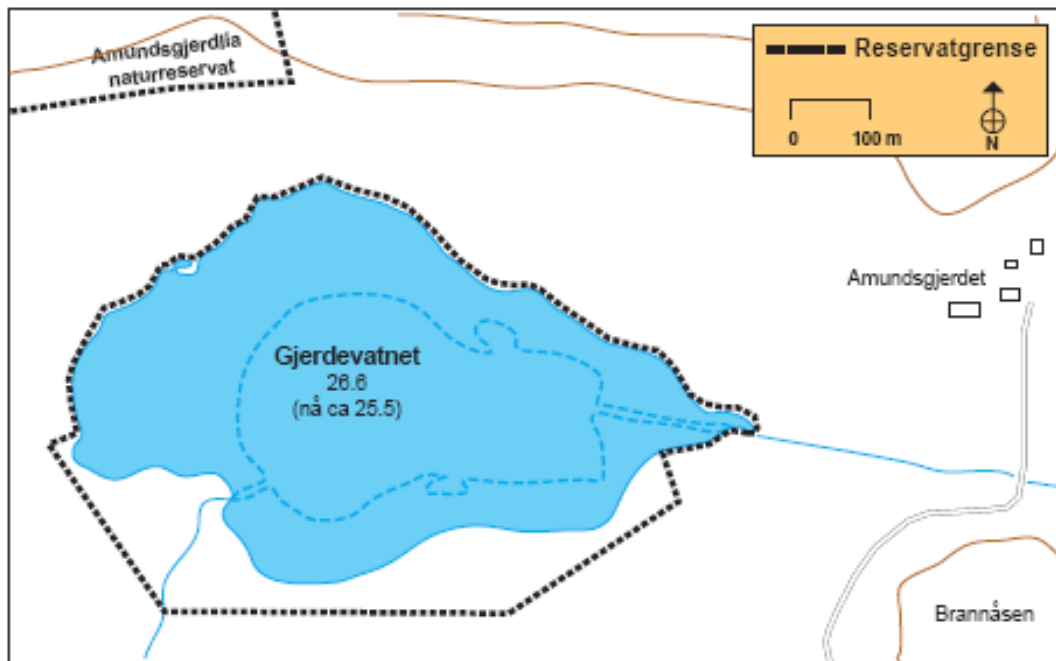 Amundsgjerdlia
naturreservat
Reservatgrense
0 100 m
N
Amundsgjerdet
Gjerdevatnet
26.6
(nå ca 25.5)
Brannåsen